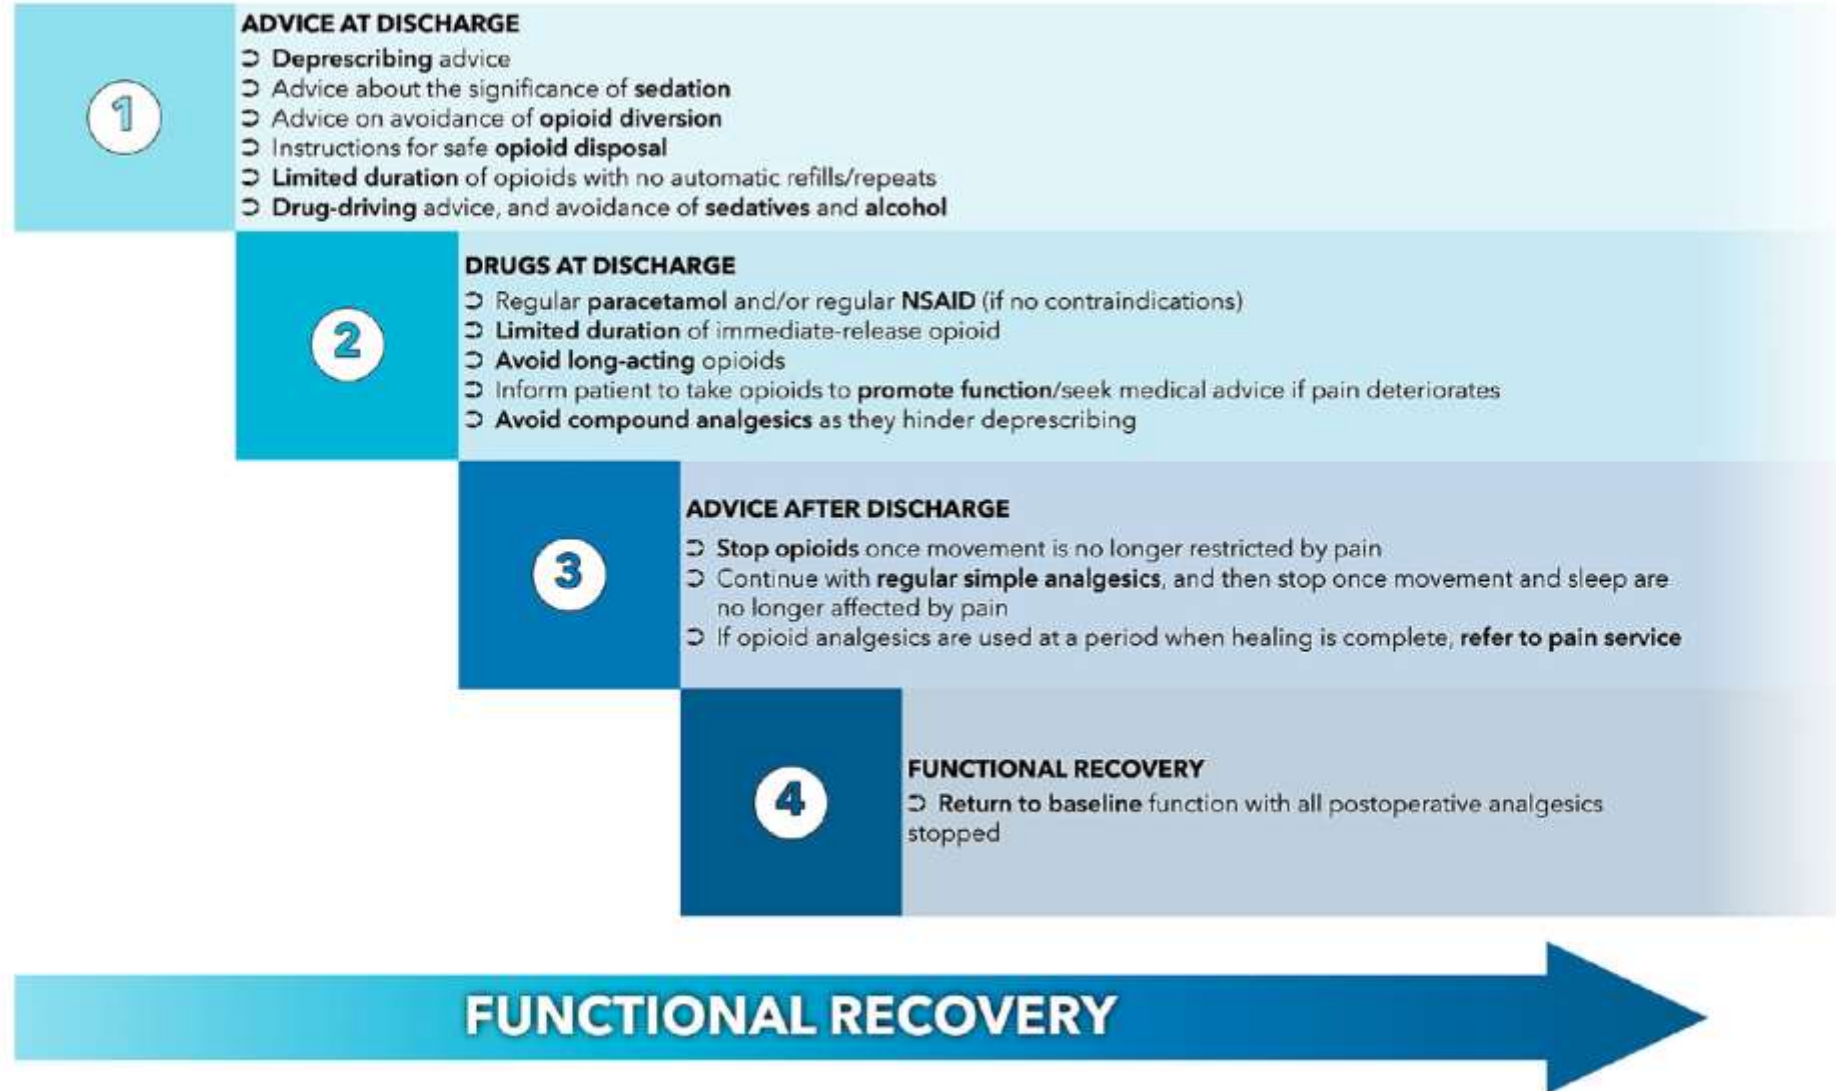 ADVICE AT DISCHARGE
⊃ Deprescribing advice
⊃ Advice about the significance of sedation
⊃ Advice on avoidance of opioid diversion
⊃ Instructions for safe opioid disposal
⊃ Limited duration of opioids with no automatic refills/repeats
⊃ Drug-driving advice, and avoidance of sedatives and alcohol
1
DRUGS AT DISCHARGE
⊃ Regular paracetamol and/or regular NSAID (if no contraindications)
⊃ Limited duration of immediate-release opioid
⊃ Avoid long-acting opioids
⊃ Inform patient to take opioids to promote function/seek medical advice if pain deteriorates
⊃ Avoid compound analgesics as they hinder deprescribing
2
ADVICE AFTER DISCHARGE
⊃ Stop opioids once movement is no longer restricted by pain
⊃ Continue with regular simple analgesics, and then stop once movement and sleep are
no longer affected by pain
⊃ If opioid analgesics are used at a period when healing is complete, refer to pain service
3
FUNCTIONAL RECOVERY
⊃ Return to baseline function with all postoperative analgesics
stopped
4
FUNCTIONAL RECOVERY